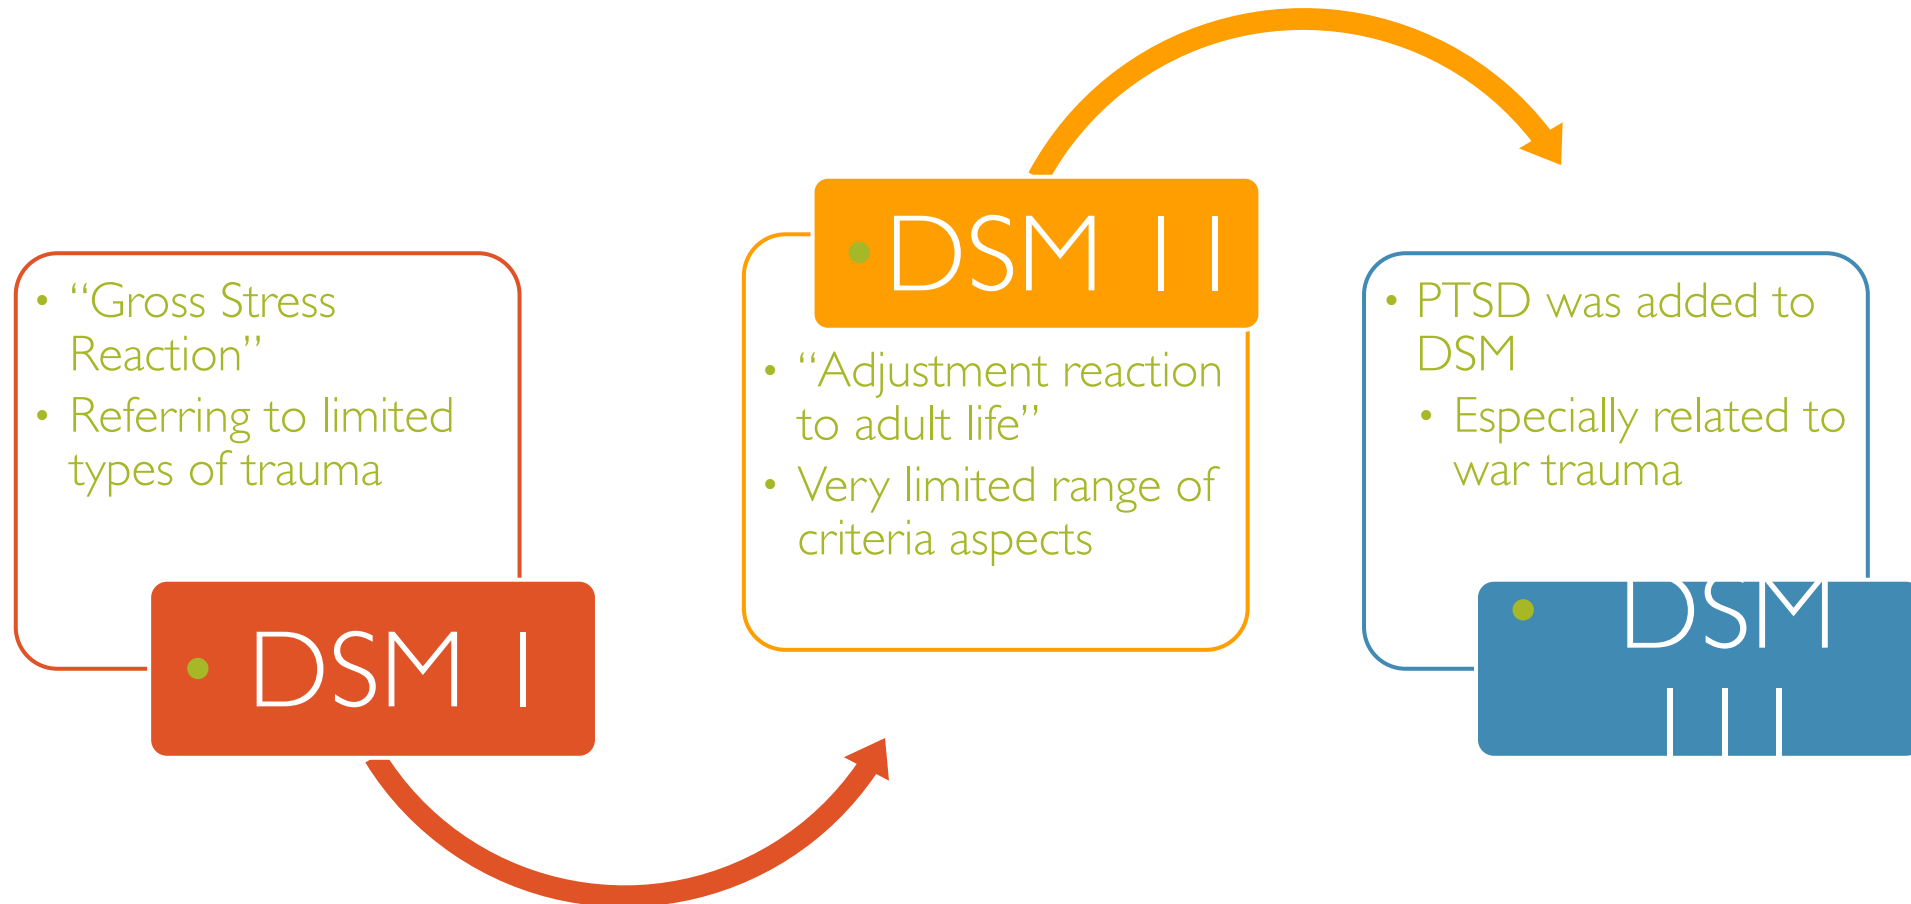 • “Gross Stress
Reaction”
• Referring to limited
types of trauma
• DSM I
• DSM II
• “Adjustment reaction
to adult life”
• Very limited range of
criteria aspects
• PTSD was added to
DSM
• Especially related to
war trauma
• DSM
III